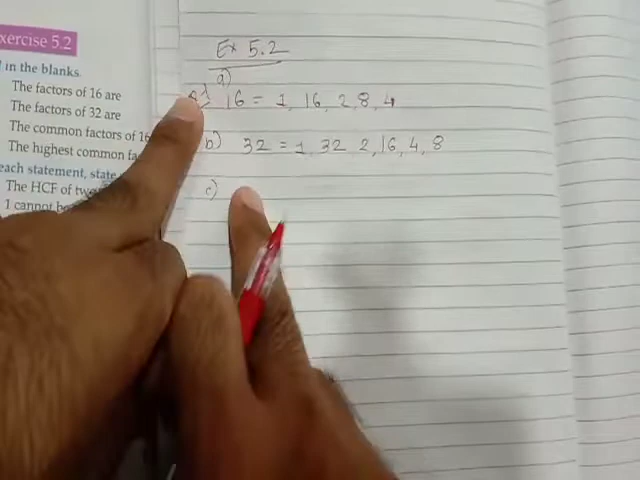 xercise 5.2
in the blanks.
The factors of 16 are
The factors of 32 are
The common factors of 16
The highest common fa
each statement, state
The HCF of tw
1 cannot b
Ex 5.2
a)
16 = 1, 16, 2, 8, 4
b) 32 = 1, 32 2, 16, 4, 8
c)